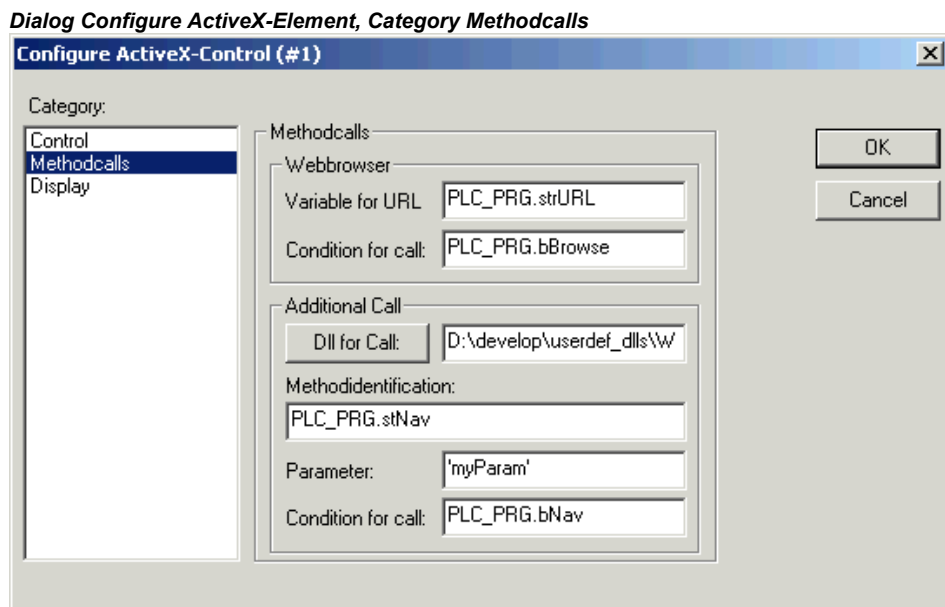 Dialog Configure ActiveX-Element, Category Methodcalls
Configure ActiveX-Control (#1)
Category:
Control
Methodcalls
Display
Methodcalls
Webbrowser
Variable for URL PLC_PRG.strURL
Condition for call: PLC_PRG.bBrowse
Additional Call
Dll for Call: D:\develop\userdef_dlls\W
Methodidentification:
PLC_PRG.stNav
Parameter: 'myParam'
Condition for call: PLC_PRG.bNav
OK
Cancel